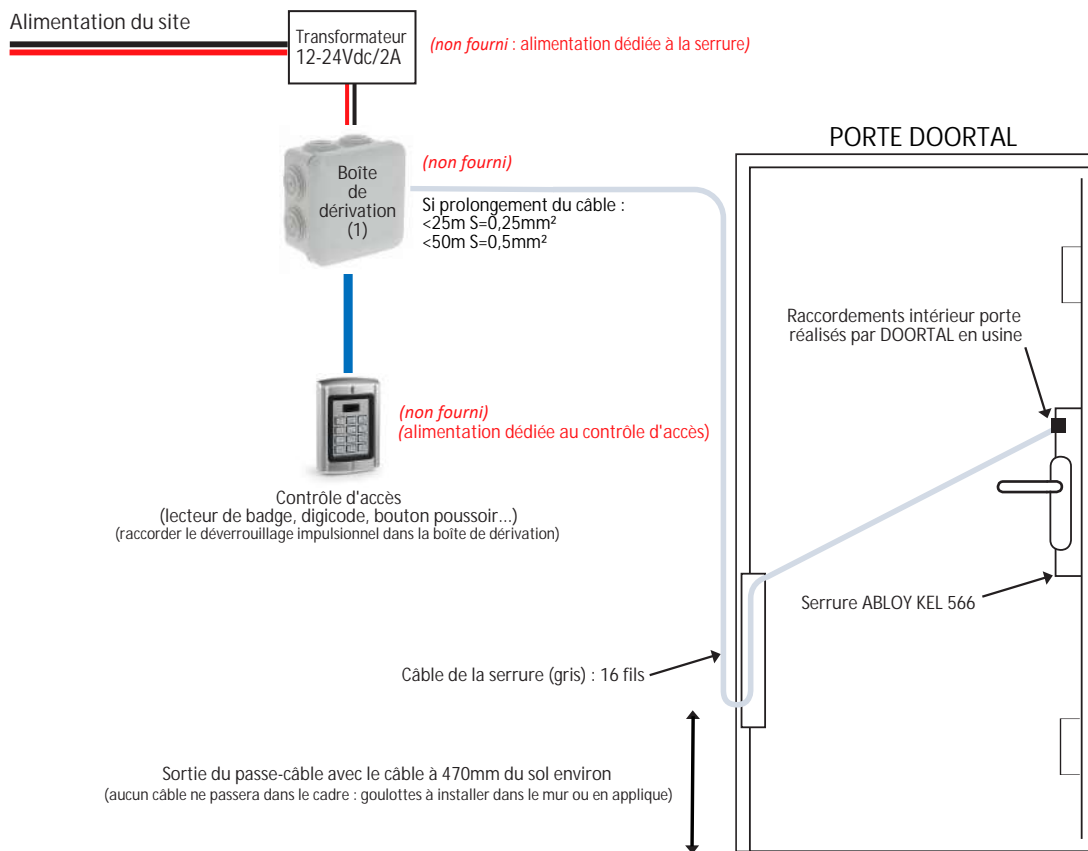 Alimentation du site
Transformateur
12-24Vdc/2A
(non fourni : alimentation dédiée à la serrure)
PORTE DOORTAL
Boîte
de
dérivation
(1)
(non fourni)
Si prolongement du câble :
<25m S=0,25mm²
<50m S=0,5mm²
Raccordements intérieur porte
réalisés par DOORTAL en usine
(non fourni)
(alimentation dédiée au contrôle d'accès)
Contrôle d'accès
(lecteur de badge, digicode, bouton poussoir...)
(raccorder le déverrouillage impulsionnel dans la boîte de dérivation)
Serrure ABLOY KEL 566
Câble de la serrure (gris) : 16 fils
Sortie du passe-câble avec le câble à 470mm du sol environ
(aucun câble ne passera dans le cadre : goulottes à installer dans le mur ou en applique)